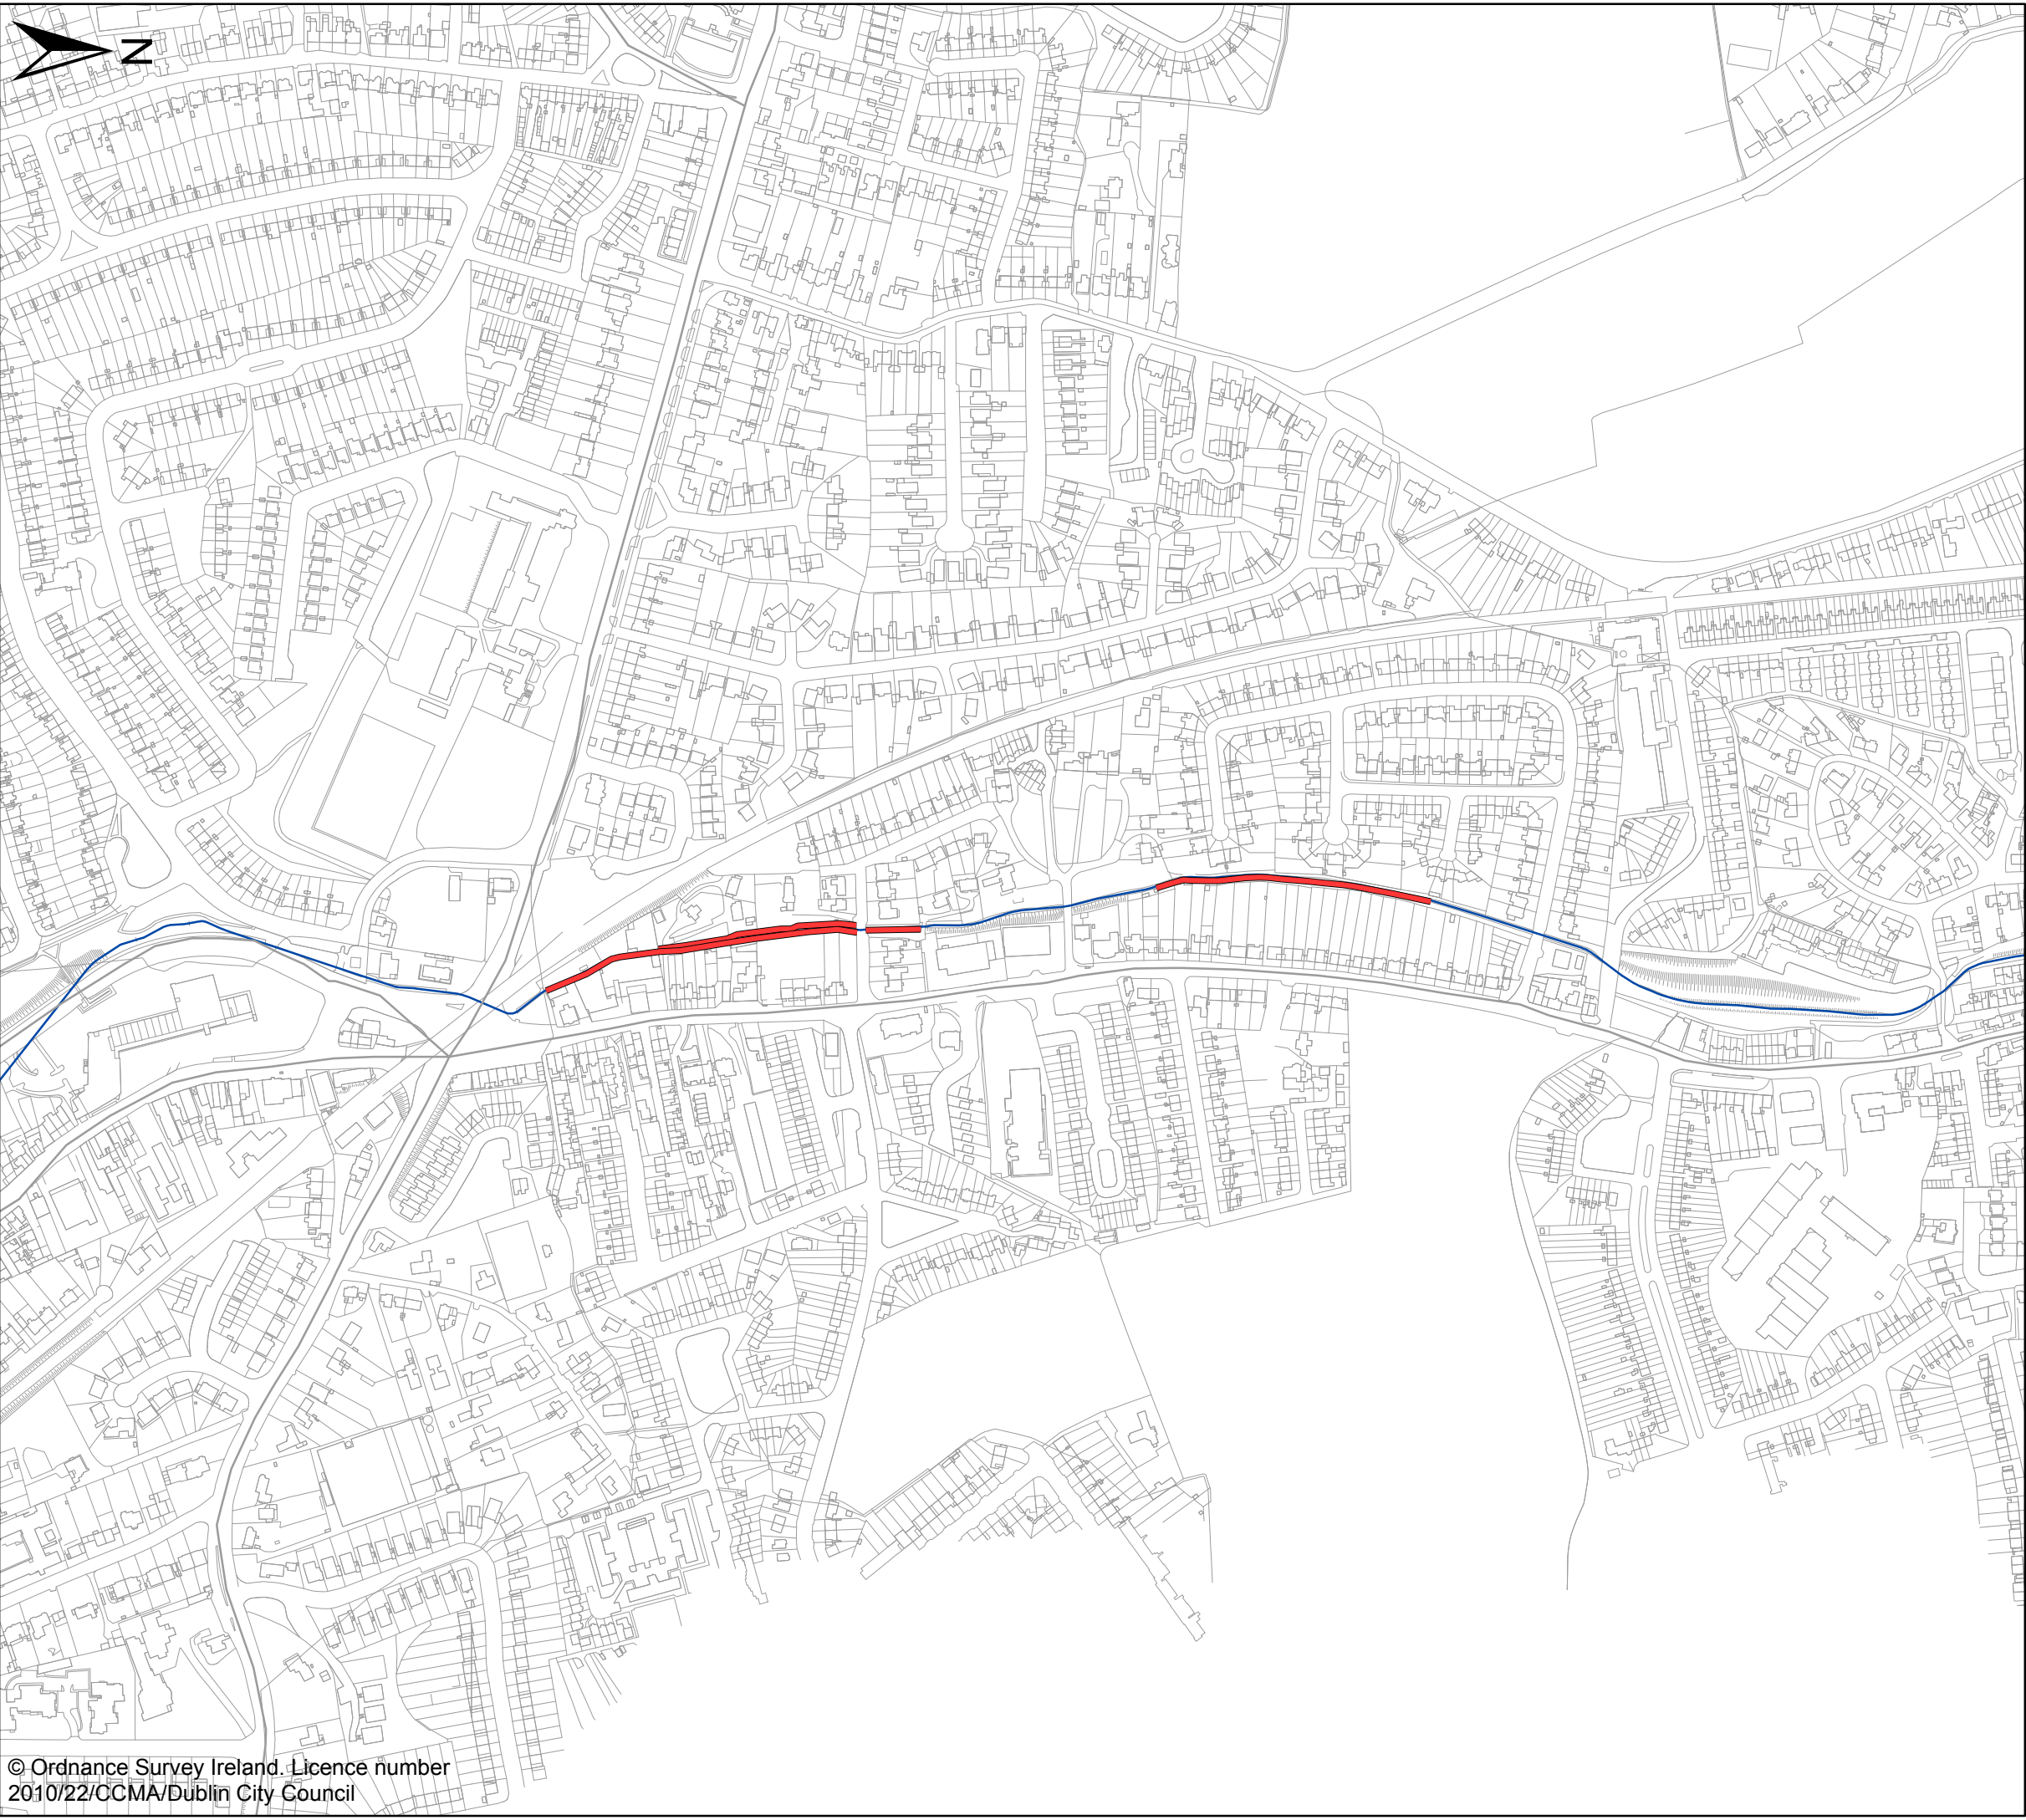 N
© Ordnance Survey Ireland. Licence number
2010/22/CCMA/Dublin City Council